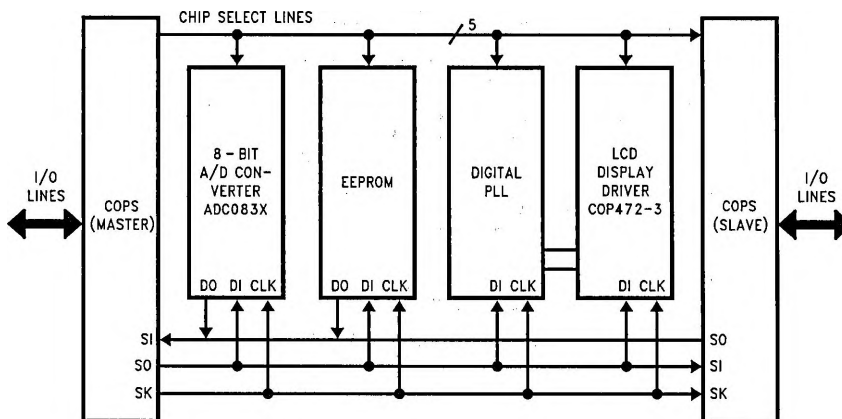 CHIP SELECT LINES
5
I/O
LINES
COPS
(MASTER)
8-BIT
A/D CON-
VERTER
ADC083X
EEPROM
DIGITAL
PLL
LCD
DISPLAY
DRIVER
COP472-3
COPS
(SLAVE)
I/O
LINES
DO DI CLK
DO DI CLK
DI CLK
DI CLK
SI
SO
SO
SI
SK
SK